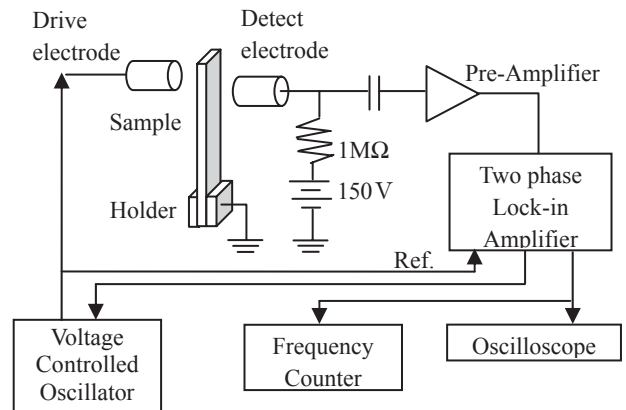 Drive
electrode
Detect
electrode
Pre-Amplifier
Sample
1MΩ
150 V
Holder
Two phase
Lock-in
Amplifier
Ref.
Voltage
Controlled
Oscillator
Frequency
Counter
Oscilloscope